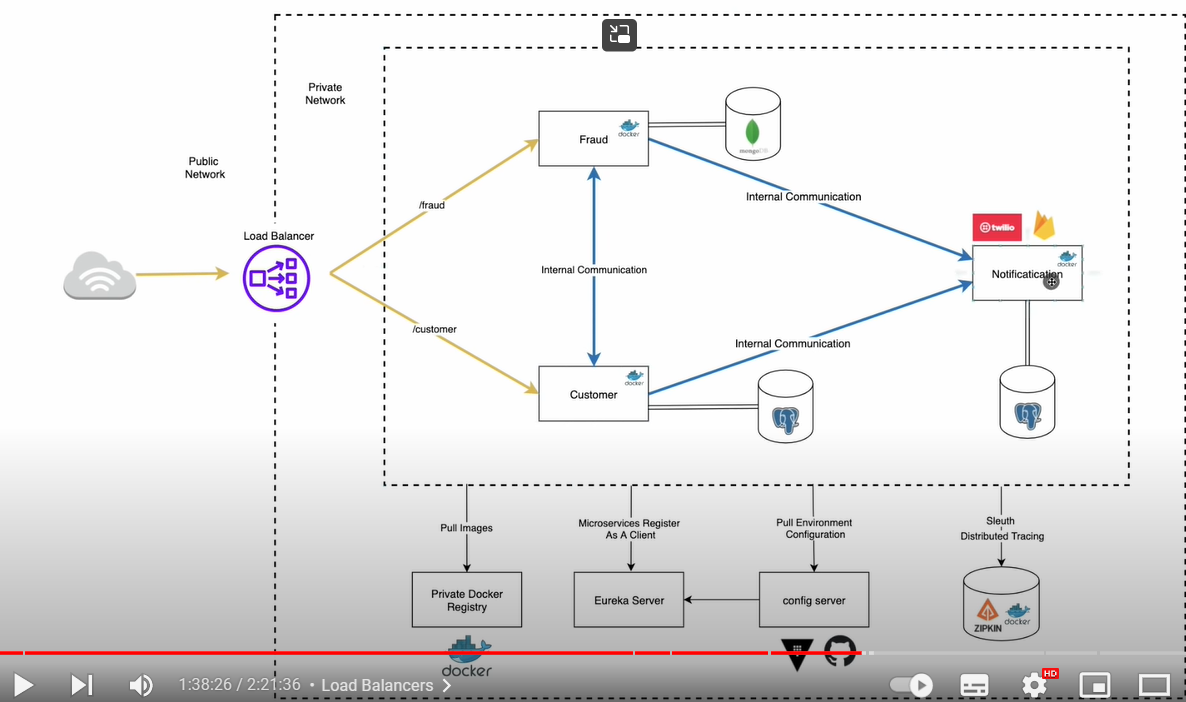 Private
Network
Public
Network
Load Balancer
/fraud
/customer
Fraud
docker
mongoDB
Internal Communication
Internal Communication
Internal Communication
twilio
docker
Notificatication
Customer
docker
Pull Images
Microservices Register
As A Client
Pull Environment
Configuration
Sleuth
Distributed Tracing
Private Docker
Registry
Eureka Server
config server
ZIPKIN
docker
docker
1:38:26 / 2:21:36 • Load Balancers
HD